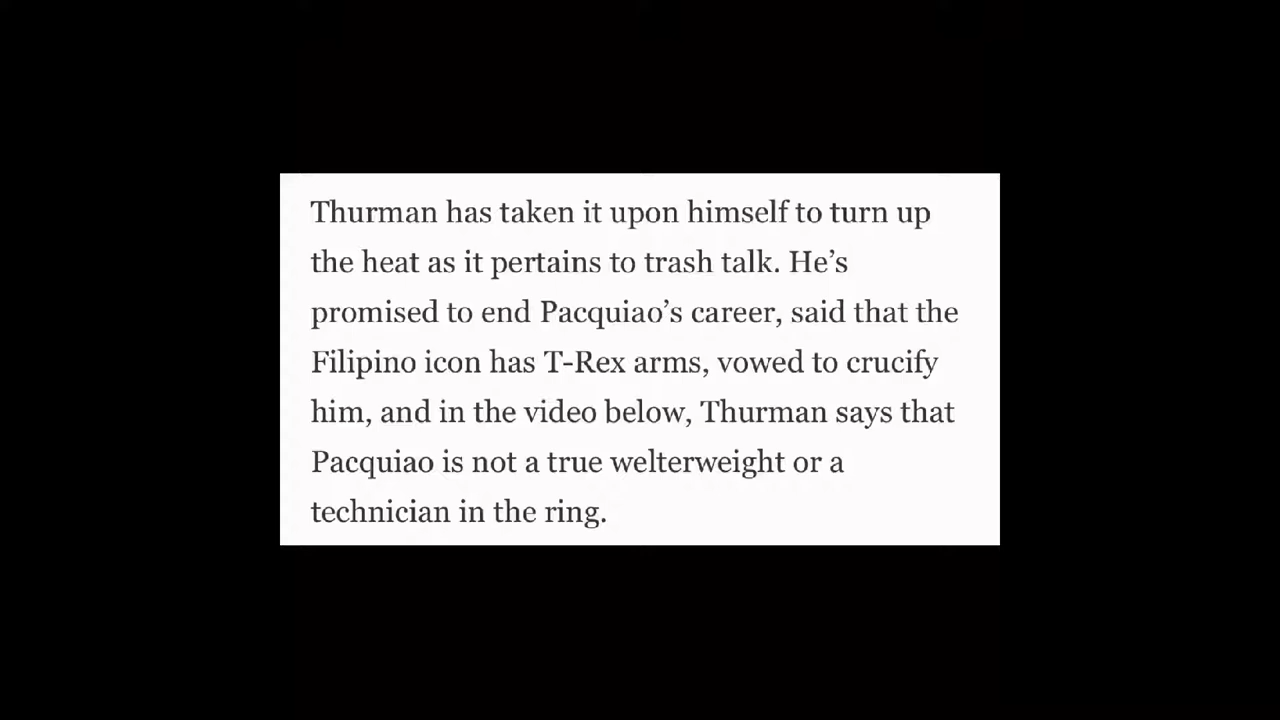 Thurman has taken it upon himself to turn up
the heat as it pertains to trash talk. He’s
promised to end Pacquiao’s career, said that the
Filipino icon has T-Rex arms, vowed to crucify
him, and in the video below, Thurman says that
Pacquiao is not a true welterweight or a
technician in the ring.